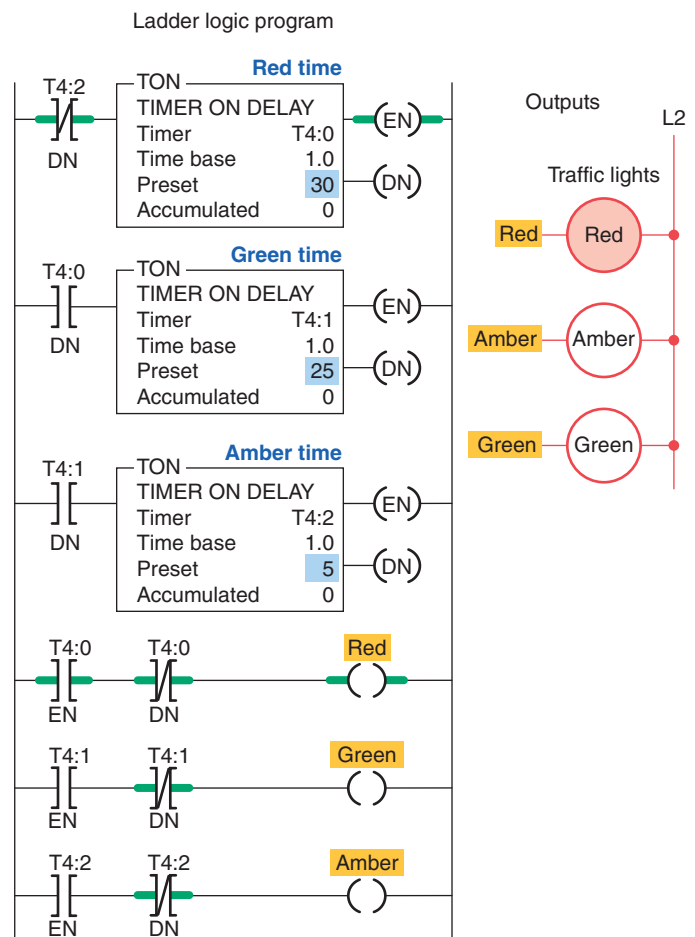 Ladder logic program
Red time
T4:2
DN
TON
TIMER ON DELAY
Timer T4:0
Time base 1.0
Preset 30
Accumulated 0
EN
DN
Green time
T4:0
DN
TON
TIMER ON DELAY
Timer T4:1
Time base 1.0
Preset 25
Accumulated 0
EN
DN
Amber time
T4:1
DN
TON
TIMER ON DELAY
Timer T4:2
Time base 1.0
Preset 5
Accumulated 0
EN
DN
T4:0 T4:0 Red
EN DN
T4:1 T4:1 Green
EN DN
T4:2 T4:2 Amber
EN DN
Outputs
L2
Traffic lights
Red Red
Amber Amber
Green Green